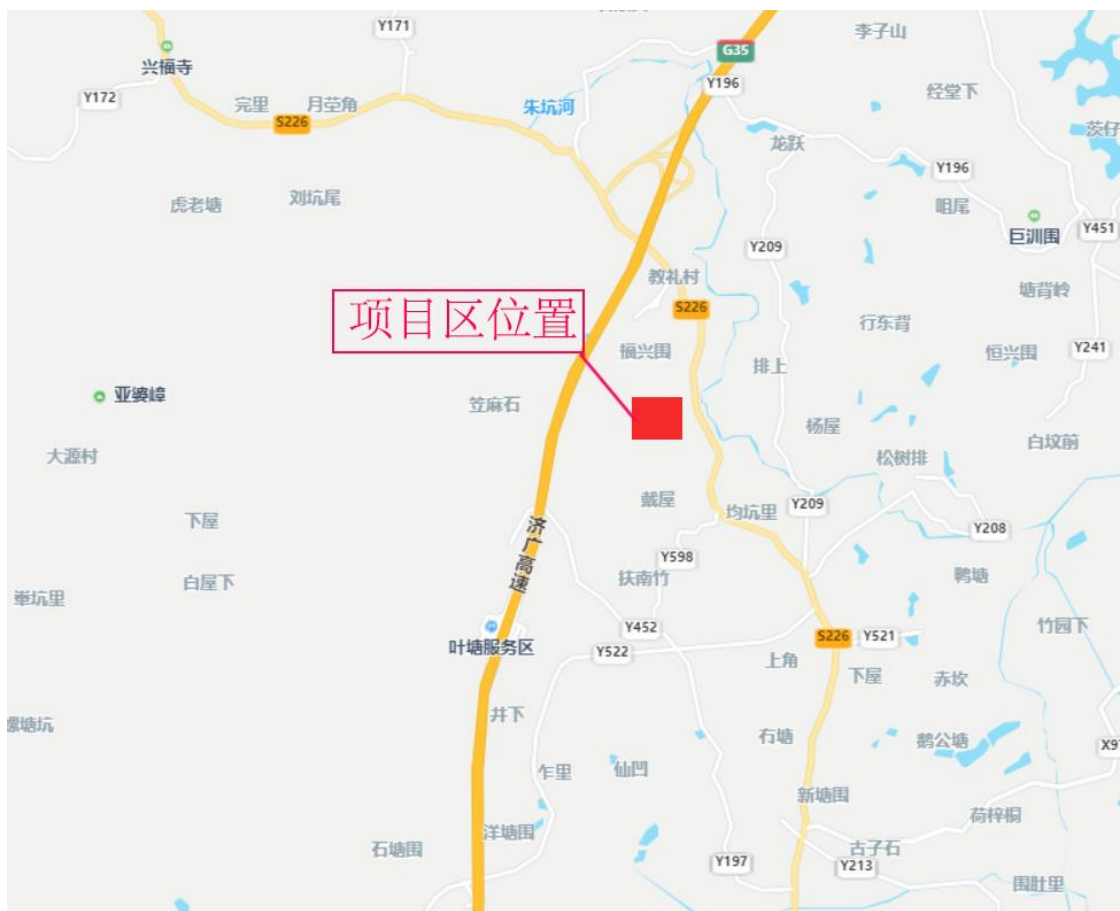 Y171
李子山
G35
兴福寺
Y196
Y172
完里
月茔角
朱坑河
经堂下
S226
茨仔
龙跃
Y196
刘坑尾
虎老塘
咀尾
Y451
巨汌围
Y209
教礼村
塘背岭
项目区位置
S226
行东背
福兴围
恒兴围
Y241
排上
亚婆嶂
笠麻石
杨屋
白坟前
大源村
松树排
戴屋
均坑里
Y209
下屋
济广高速
Y208
Y598
白屋下
扶南竹
鸭塘
Y452
竹园下
叶塘服务区
Y522
S226
Y521
上角
下屋
赤坎
螺塘坑
井下
冇塘
鹅公塘
X97
乍里
仙凹
新塘围
荷梓桐
洋塘围
石塘围
古子石
Y197
Y213
围肚里